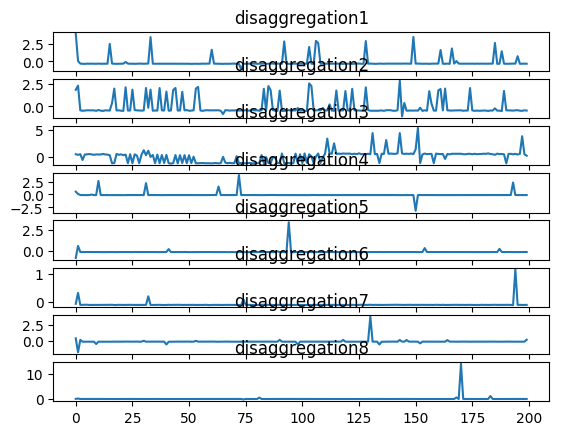 disaggregation1
2.5
0.0
disaggregation2
2.5
0.0
disaggregation3
5
0
disaggregation4
2.5
0.0
−2.5
disaggregation5
2.5
0.0
disaggregation6
1
0
disaggregation7
2.5
0.0
disaggregation8
10
0
0 25 50 75 100 125 150 175 200